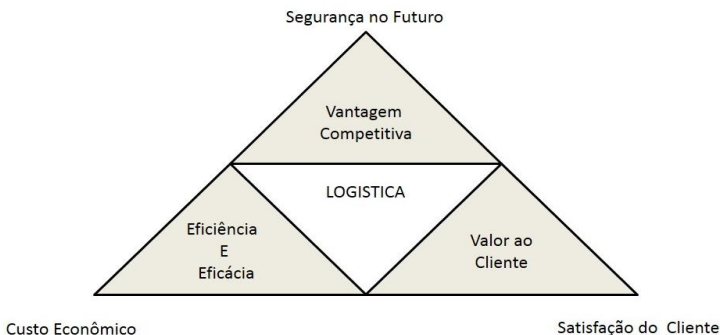 Segurança no Futuro
Vantagem
Competitiva
LOGISTICA
Eficiência
E
Eficácia
Valor ao
Cliente
Custo Econômico
Satisfação do Cliente